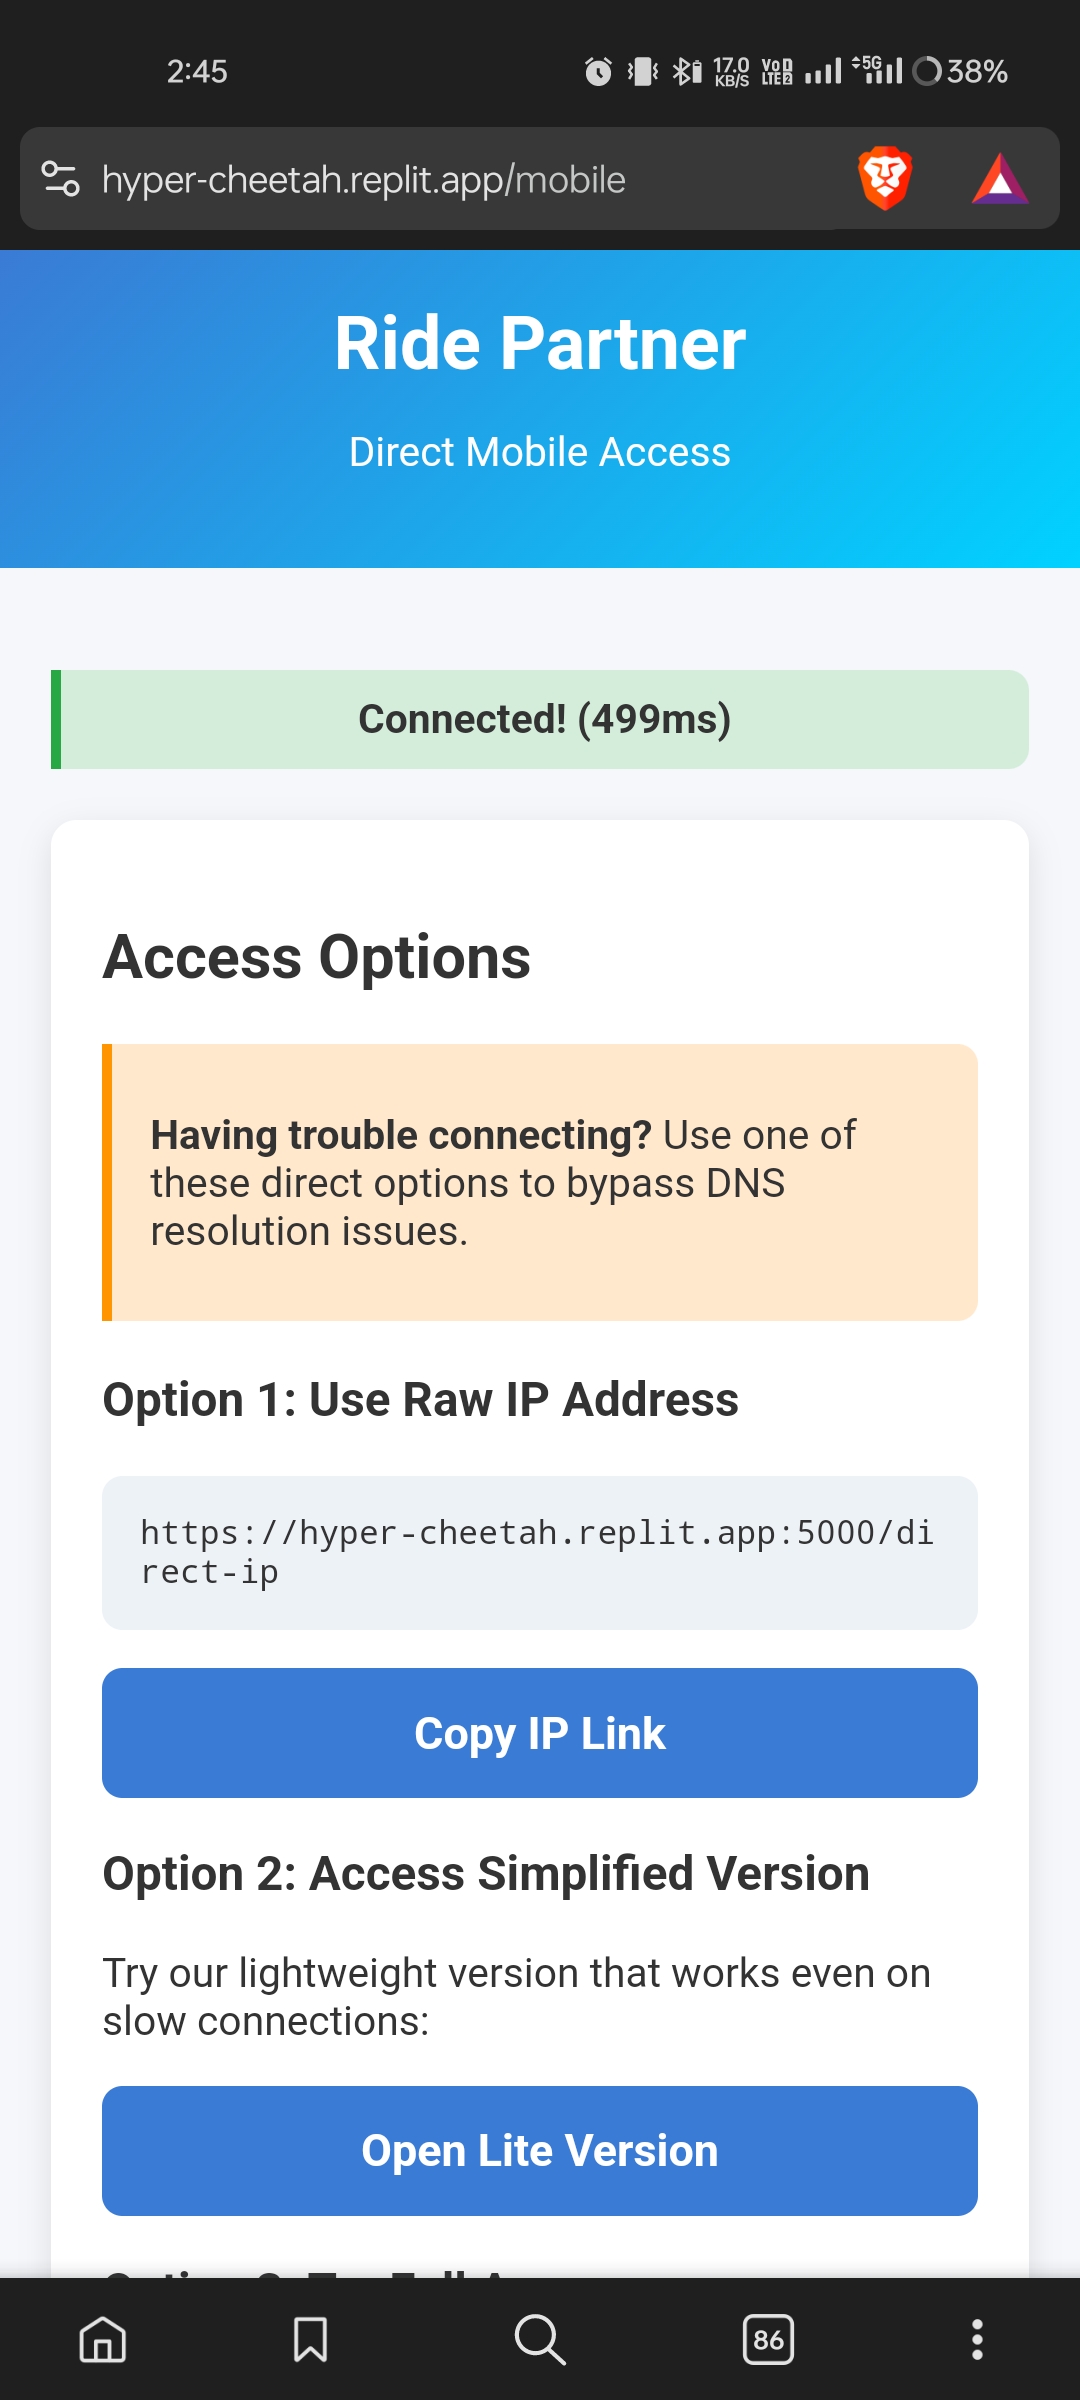 2:45
17.0
KB/S
Vo
LTE 2
5G
38%
hyper-cheetah.replit.app/mobile
Ride Partner
Direct Mobile Access
Connected! (499ms)
Access Options
Having trouble connecting? Use one of
these direct options to bypass DNS
resolution issues.
Option 1: Use Raw IP Address
https://hyper-cheetah.replit.app:5000/di
rect-ip
Copy IP Link
Option 2: Access Simplified Version
Try our lightweight version that works even on
slow connections:
Open Lite Version
86